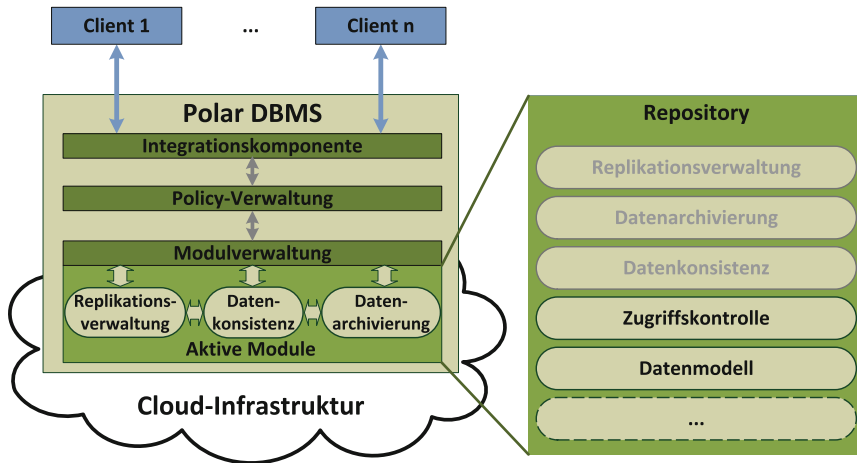 Client 1
...
Client n
Polar DBMS
Integrationskomponente
Policy-Verwaltung
Modulverwaltung
Replikations-
verwaltung
Daten-
konsistenz
Daten-
archivierung
Aktive Module
Cloud-Infrastruktur
Repository
Replikationsverwaltung
Datenarchivierung
Datenkonsistenz
Zugriffskontrolle
Datenmodell
...